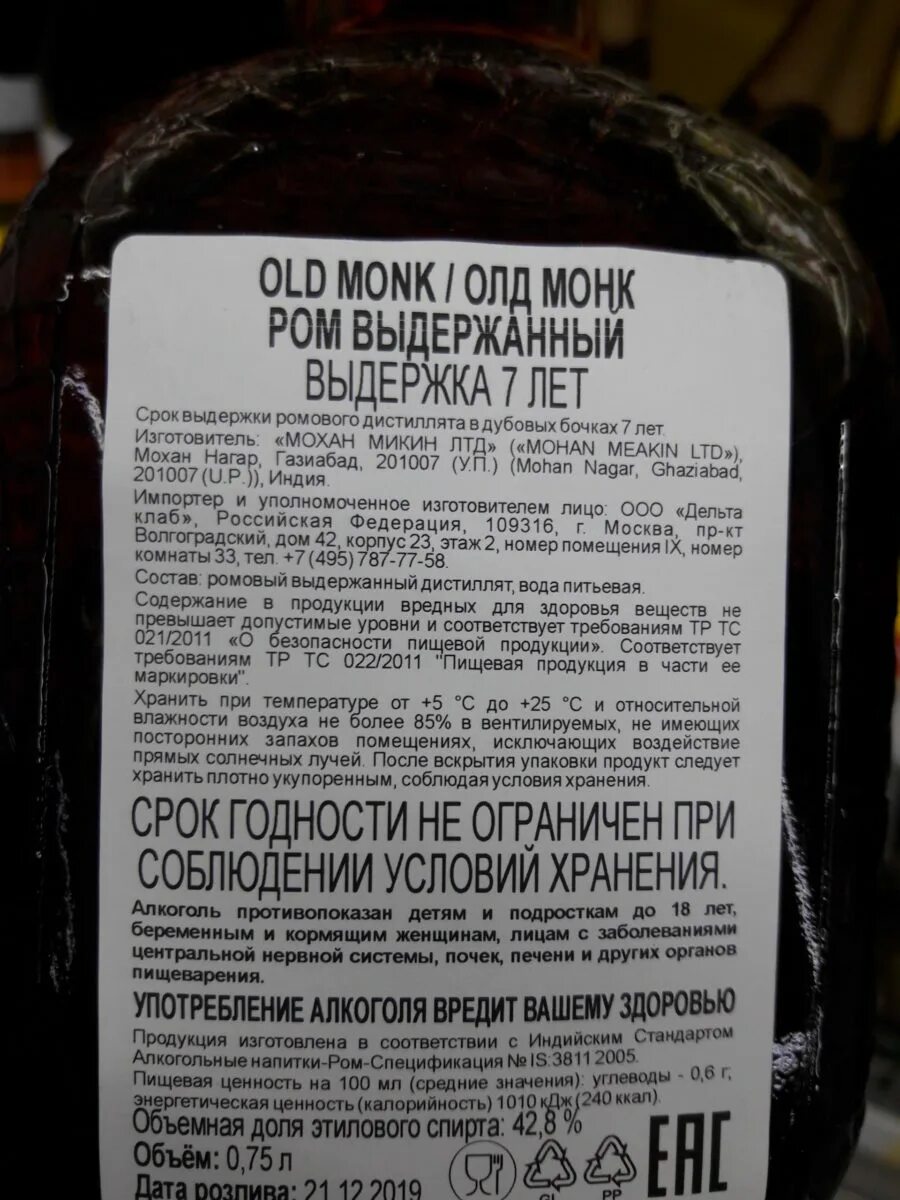 OLD MONK / ОЛД МОНК
РОМ ВЫДЕРЖАННЫЙ
ВЫДЕРЖКА 7 ЛЕТ
Срок выдержки ромового дистиллята в дубовых бочках 7 лет.
Изготовитель: «МОХАН МИКИН ЛТД» («MOHAN MEAKIN LTD»),
Мохан Нагар, Газиабад, 201007 (У.П.) (Mohan Nagar, Ghaziabad,
201007 (U.P.)), Индия.
Импортер и уполномоченное изготовителем лицо: ООО «Дельта
клаб», Российская Федерация, 109316, г. Москва, пр-кт
Волгоградский, дом 42, корпус 23, этаж 2, номер помещения IX, номер
комнаты 33, тел. +7 (495) 787-77-58.
Состав: ромовый выдержанный дистиллят, вода питьевая.
Содержание в продукции вредных для здоровья веществ не
превышает допустимые уровни и соответствует требованиям ТР ТС
021/2011 «О безопасности пищевой продукции». Соответствует
требованиям ТР ТС 022/2011 "Пищевая продукция в части ее
маркировки".
Хранить при температуре от +5 °С до +25 °С и относительной
влажности воздуха не более 85% в вентилируемых, не имеющих
посторонних запахов помещениях, исключающих воздействие
прямых солнечных лучей. После вскрытия упаковки продукт следует
хранить плотно укупоренным, соблюдая условия хранения.
СРОК ГОДНОСТИ НЕ ОГРАНИЧЕН ПРИ
СОБЛЮДЕНИИ УСЛОВИЙ ХРАНЕНИЯ.
Алкоголь противопоказан детям и подросткам до 18 лет,
беременным и кормящим женщинам, лицам с заболеваниями
центральной нервной системы, почек, печени и других органов
пищеварения.
УПОТРЕБЛЕНИЕ АЛКОГОЛЯ ВРЕДИТ ВАШЕМУ ЗДОРОВЬЮ
Продукция изготовлена в соответствии с Индийским Стандартом
Алкогольные напитки-Ром-Спецификация № IS:3811 2005.
Пищевая ценность на 100 мл (средние значения): углеводы - 0,6 г,
энергетическая ценность (калорийность) 1010 кДж (240 ккал).
Объемная доля этилового спирта: 42,8 %
Объём: 0,75 л
Дата розлива: 21.12.2019
GL PP
EAC